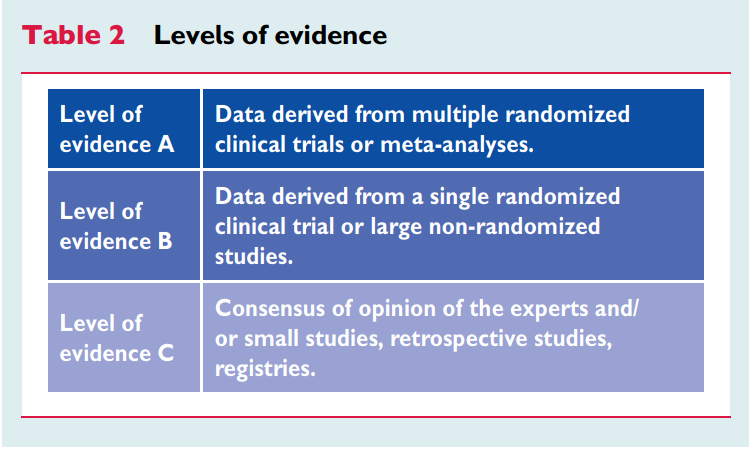 Table 2 Levels of evidence
Level of
evidence A
Data derived from multiple randomized
clinical trials or meta-analyses.
Level of
evidence B
Data derived from a single randomized
clinical trial or large non-randomized
studies.
Level of
evidence C
Consensus of opinion of the experts and/
or small studies, retrospective studies,
registries.